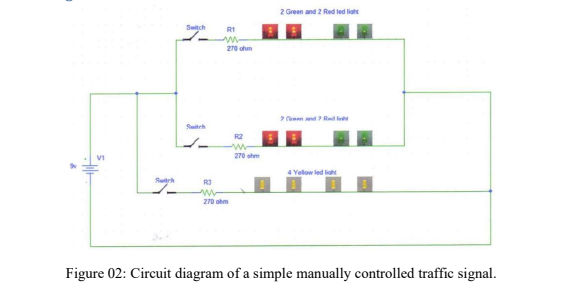 2 Green and 2 Red led light
Switch
R1
270 ohm
2 Green and 2 Red light
Switch
R2
270 ohm
V1
9v
4 Yellow led light
Switch
R3
270 ohm
Figure 02: Circuit diagram of a simple manually controlled traffic signal.